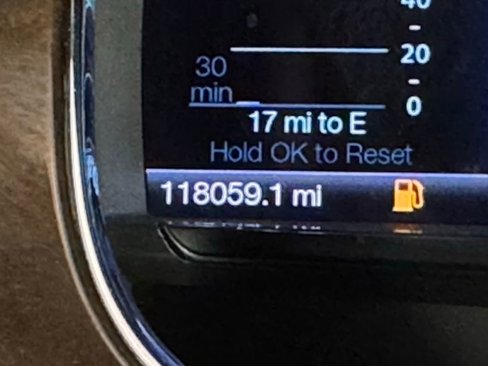 40
-
20
30
-
min
0
17 mi to E
Hold OK to Reset
118059.1 mi